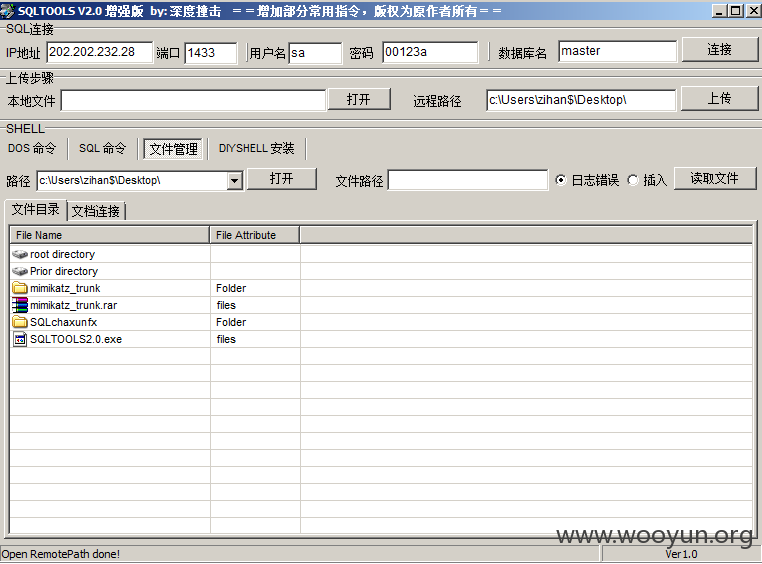 SQLTOOLS V2.0 增强版 by: 深度撞击 ==增加部分常用指令，版权为原作者所有==
SQL连接
IP地址 202.202.232.28 端口 1433 用户名 sa 密码 00123a 数据库名 master 连接
上传步骤
本地文件 打开 远程路径 c:\Users\zihan$\Desktop\ 上传
SHELL
DOS 命令 SQL 命令 文件管理 DIYSHELL 安装
路径 c:\Users\zihan$\Desktop\ 打开 文件路径 日志错误 插入 读取文件
文件目录 文档连接
File Name File Attribute
root directory
Prior directory
mimikatz_trunk Folder
mimikatz_trunk.rar files
SQLchaxunfx Folder
SQLTOOLS2.0.exe files
www.wooyun.org
Open RemotePath done! Ver1.0